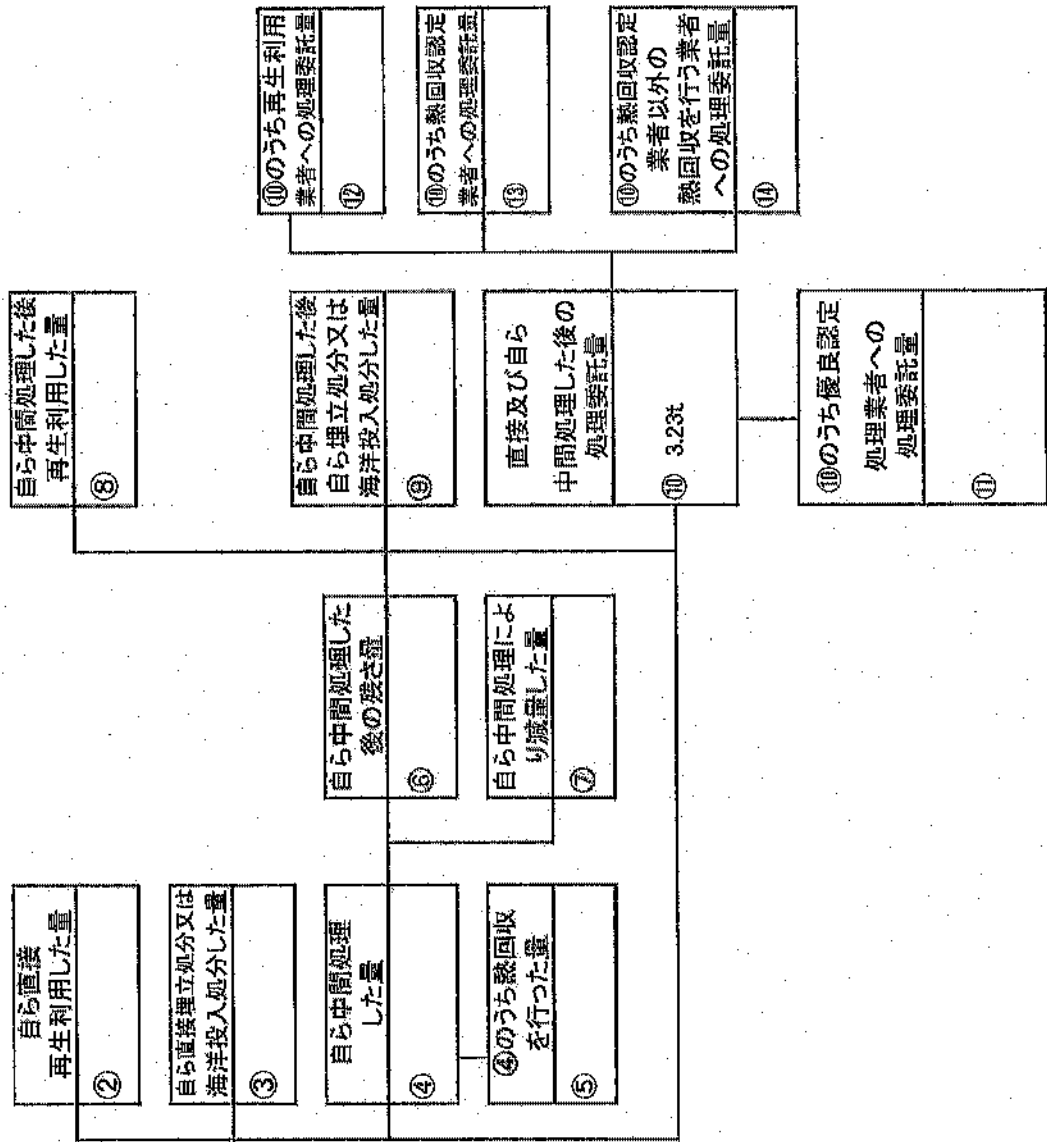 自ら直接
再生利用した量
②
自ら直接埋立処分又は
海洋投入処分した量
③
自ら中間処理
した量
④
④のうち熱回収
を行った量
⑤
自ら中間処理した
後の残さ量
⑥
自ら中間処理によ
り減量した量
⑦
自ら中間処理した後
再生利用した量
⑧
自ら中間処理した後
自ら埋立処分又は
海洋投入処分した量
⑨
直接及び自ら
中間処理した後の
処理委託量
⑩ 3.23t
⑩のうち優良認定
処理業者への
処理委託量
⑪
⑩のうち再生利用
業者への処理委託量
⑫
⑩のうち熱回収認定
業者への処理委託量
⑬
⑩のうち熱回収認定
業者以外の
熱回収を行う業者
への処理委託量
⑭